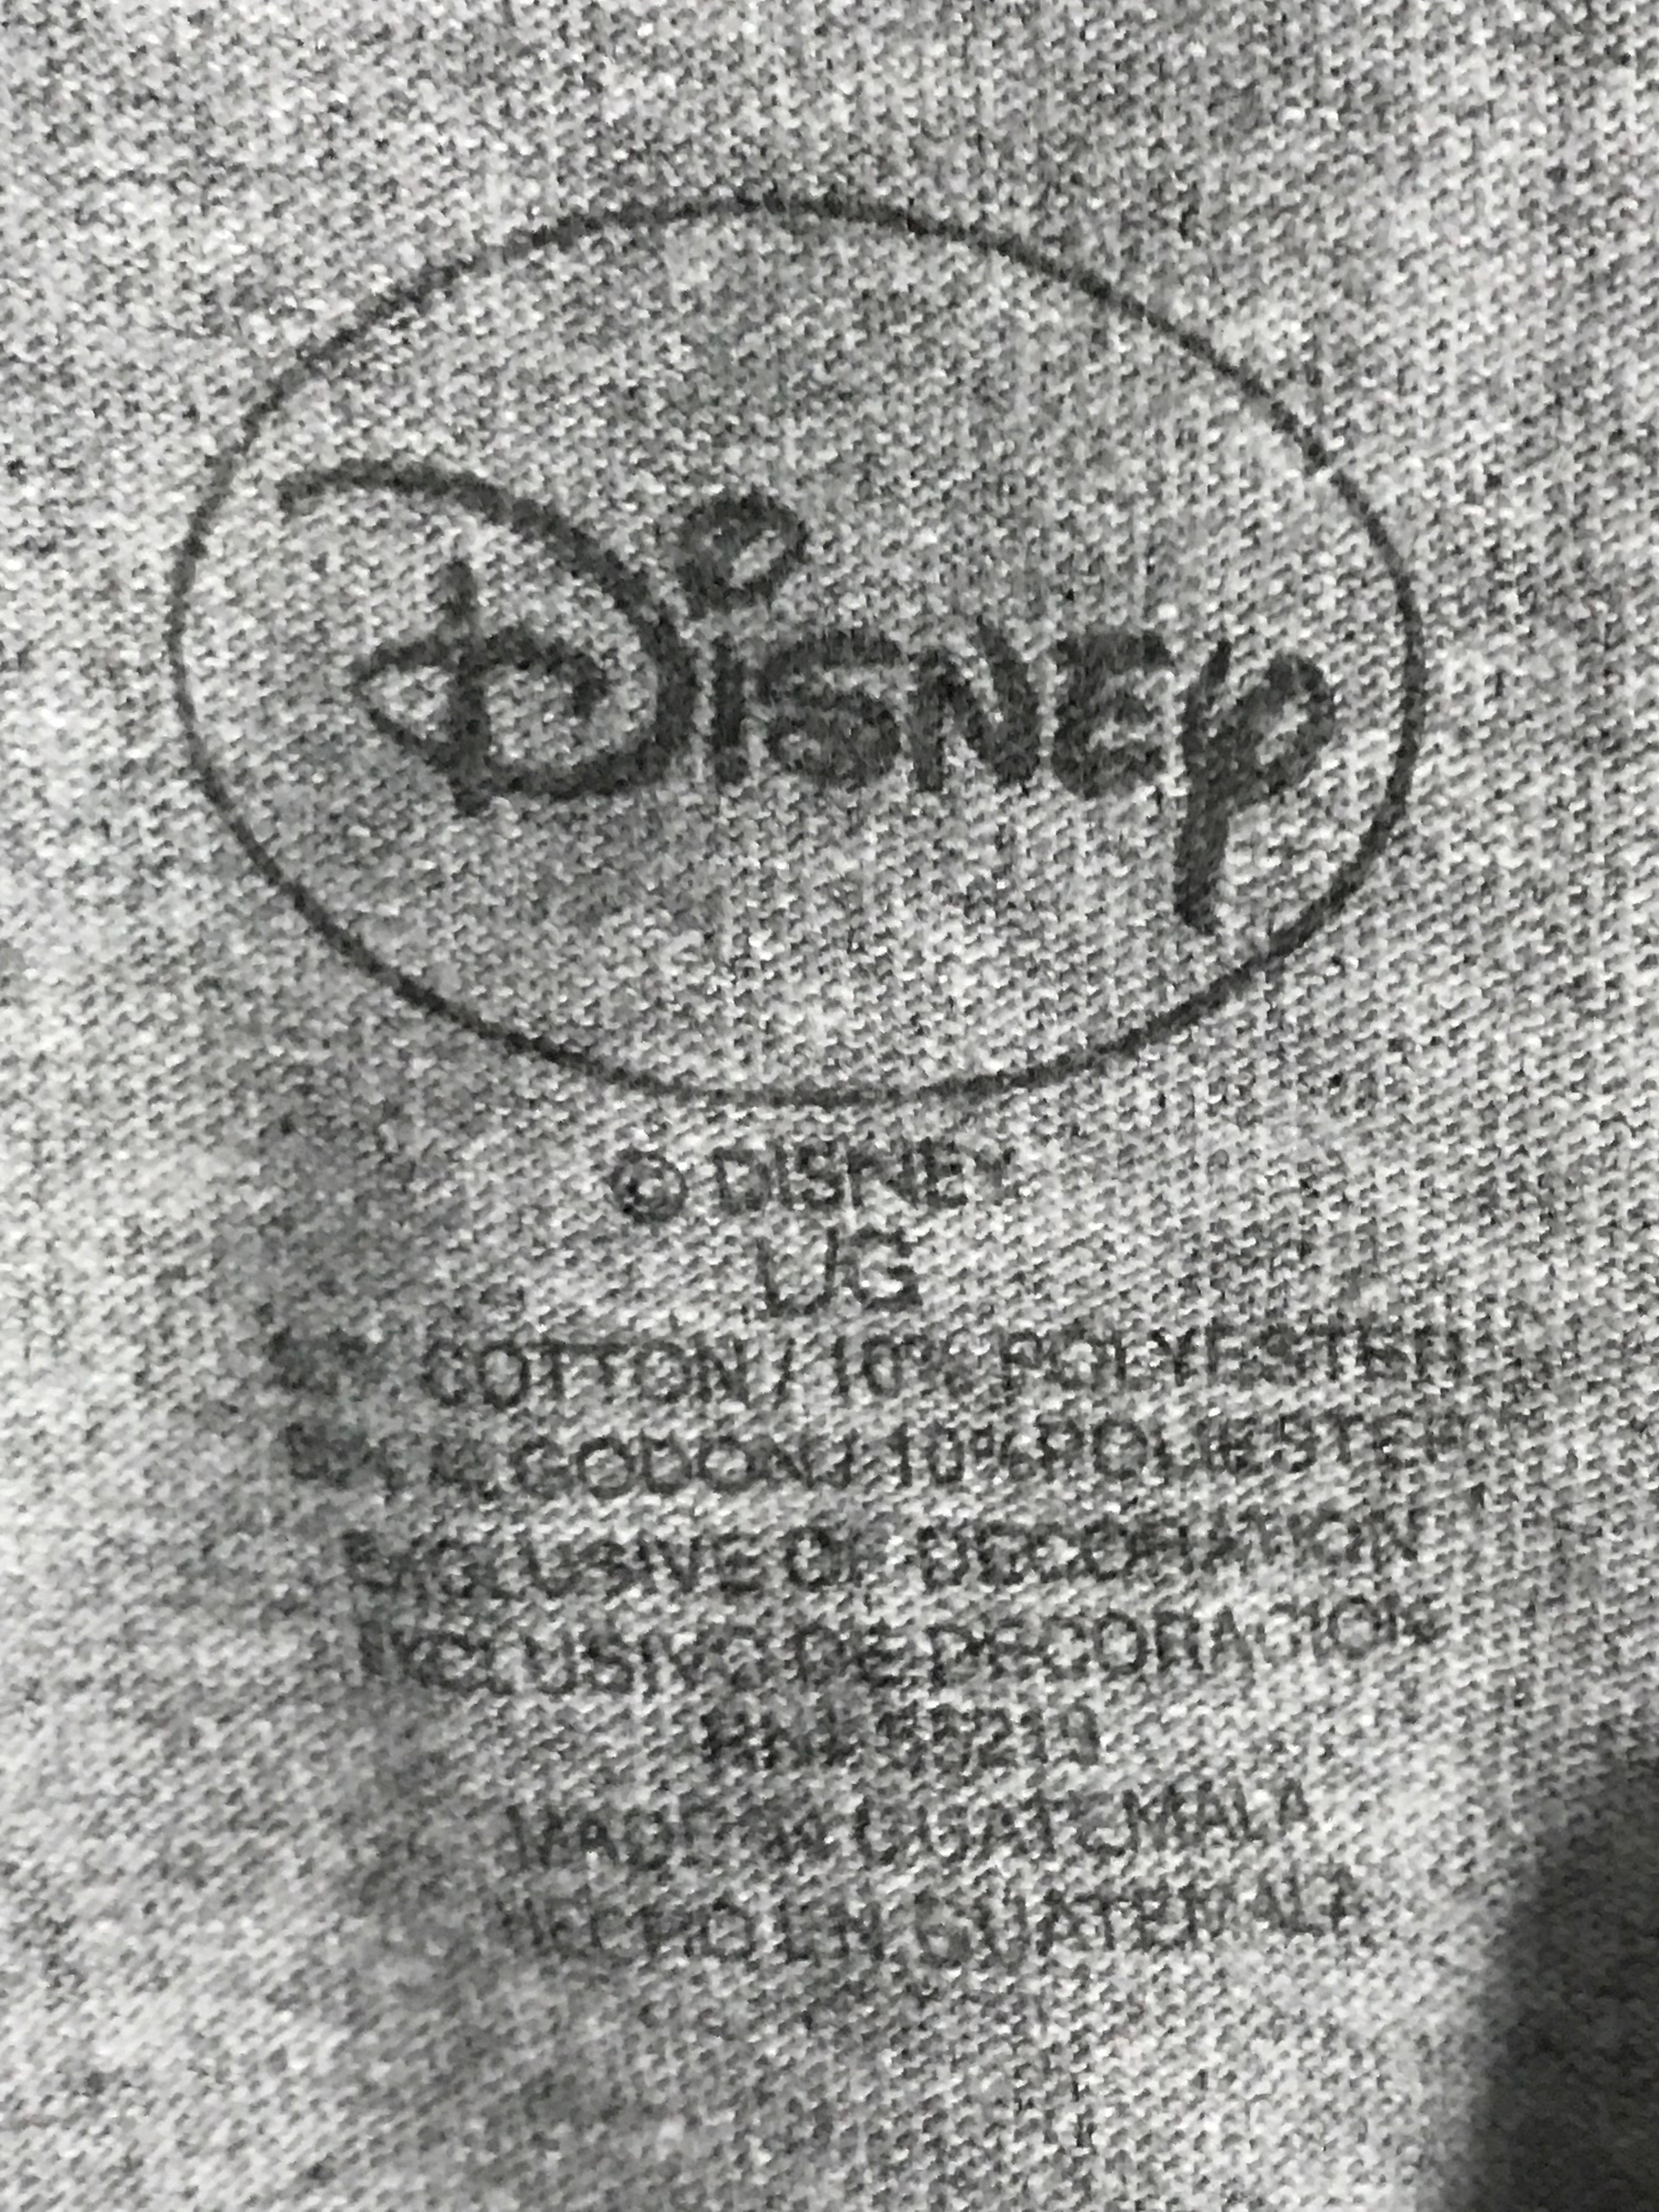 Disney
© DISNEY
UG
COTTON / 10% POLYESTER
10% POLIESTER
EXCLUSIVE OF DECORATION
EXCLUSIVO DE DECORACION
MADE IN GUATEMALA
HECHO EN GUATEMALA